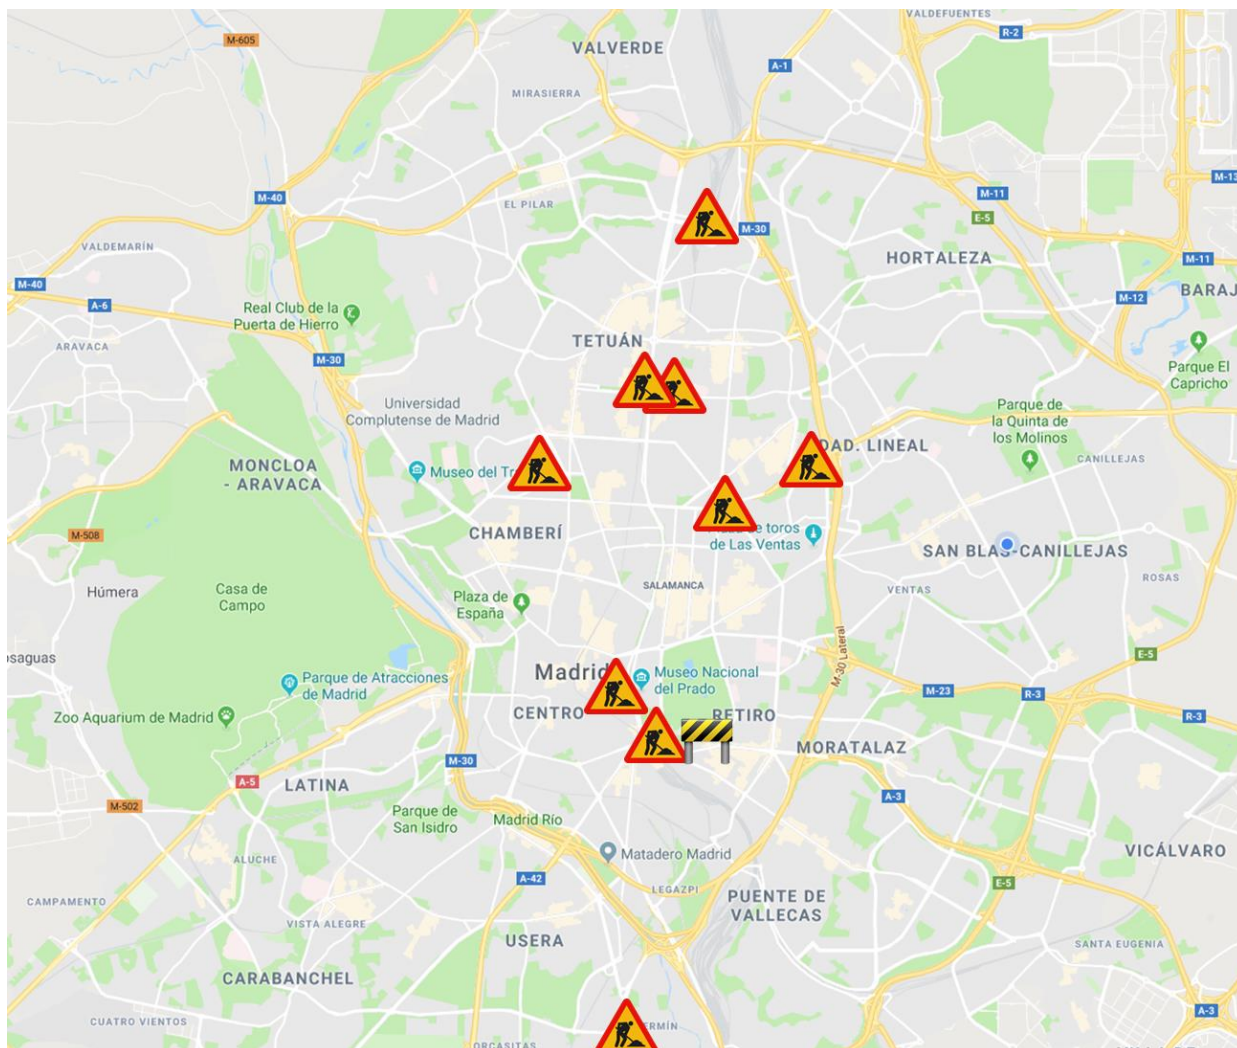 VALDEFUENTES
M-605
R-2
VALVERDE
A-1
MIRASIERRA
M-13
M-40
M-11
EL PILAR
E-5
M-30
VALDEMARÍN
HORTALEZA
M-11
M-40
A-6
M-12
BARAJ
Real Club de la
Puerta de Hierro
TETUÁN
ARAVACA
M-30
Parque El
Capricho
Universidad
Complutense de Madrid
Parque de
la Quinta de
los Molinos
DAD. LINEAL
CANILLEJAS
MONCLOA
- ARAVACA
Museo del Tr
CHAMBERÍ
de toros
de Las Ventas
M-508
SAN BLAS-CANILLEJAS
ROSAS
Húmera
Casa de
Campo
SALAMANCA
VENTAS
Plaza de
España
osaguas
E-5
M-30 Lateral
Madrid
Museo Nacional
del Prado
Parque de Atracciones
de Madrid
M-23
R-3
Zoo Aquarium de Madrid
CENTRO
RETIRO
R-3
MORATALAZ
M-30
A-5
LATINA
A-3
M-502
Parque de
San Isidro
Madrid Río
Matadero Madrid
VICÁLVARO
ALUCHE
A-42
LEGAZPI
E-5
CAMPAMENTO
PUENTE DE
VALLECAS
VISTA ALEGRE
USERA
SANTA EUGENIA
CARABANCHEL
A-3
CUATRO VIENTOS
ERMÍN
ORCASITAS